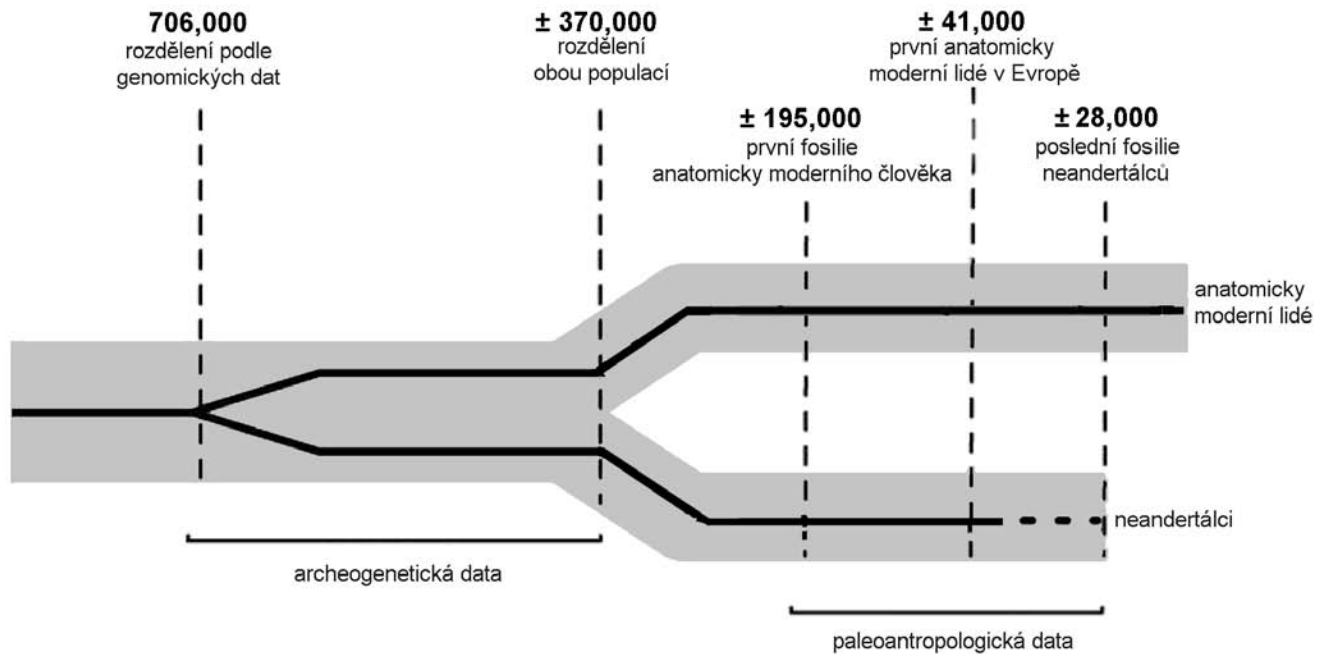 706,000
rozdělení podle
genomických dat
± 370,000
rozdělení
obou populací
± 41,000
první anatomicky
moderní lidé v Evropě
± 195,000
první fosilie
anatomicky moderního člověka
± 28,000
poslední fosilie
neandertálců
anatomicky
moderní lidé
neandertálci
archeogenetická data
paleoantropologická data